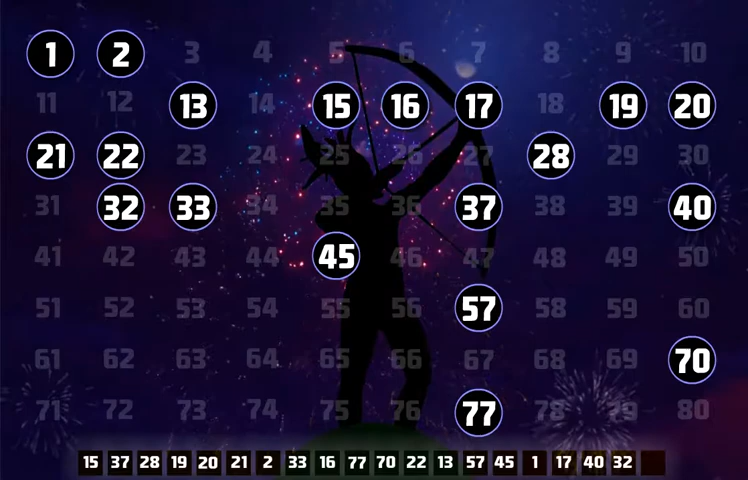 1 2 3 4 5 6 7 8 9 10
11 12 13 14 15 16 17 18 19 20
21 22 23 24 25 26 27 28 29 30
31 32 33 34 35 36 37 38 39 40
41 42 43 44 45 46 47 48 49 50
51 52 53 54 55 56 57 58 59 60
61 62 63 64 65 66 67 68 69 70
71 72 73 74 75 76 77 78 79 80
15 37 28 19 20 21 2 33 16 77 70 22 13 57 45 1 17 40 32